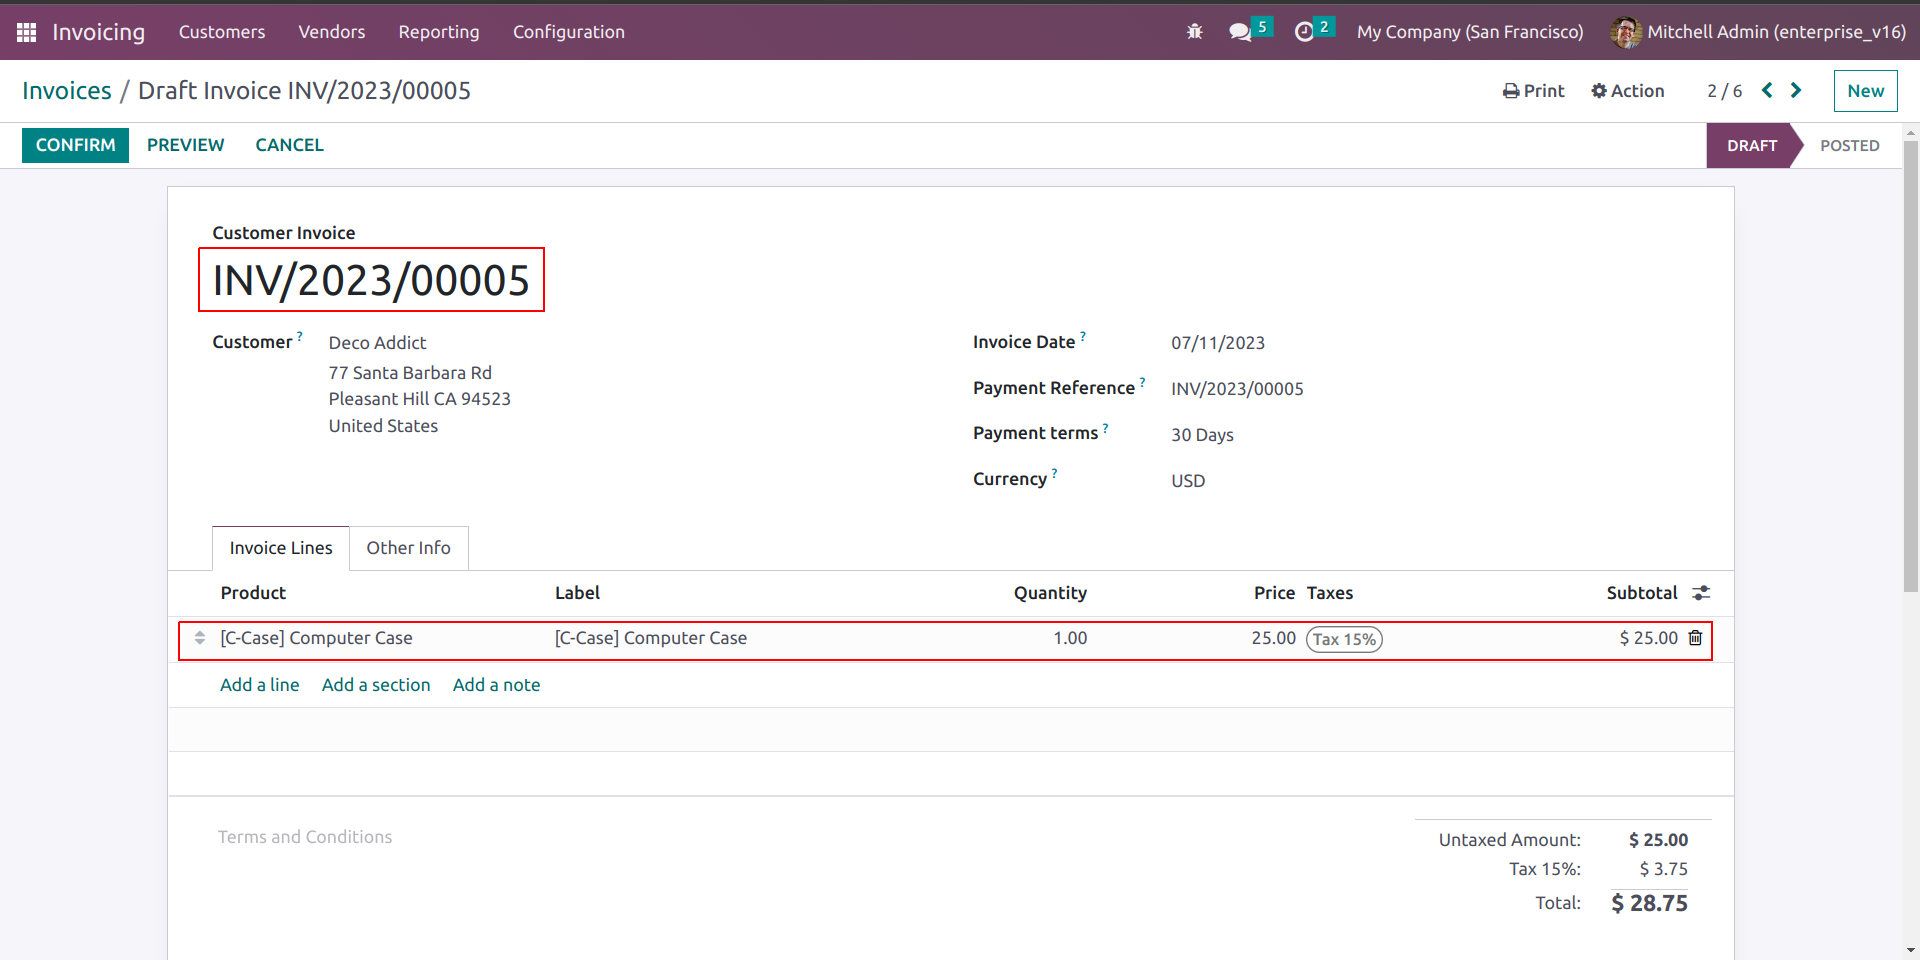 Invoicing Customers Vendors Reporting Configuration 5 2 My Company (San Francisco) Mitchell Admin (enterprise_v16)
Invoices / Draft Invoice INV/2023/00005 Print Action 2 / 6 New
CONFIRM PREVIEW CANCEL DRAFT POSTED
Customer Invoice
INV/2023/00005
Customer ? Deco Addict
77 Santa Barbara Rd
Pleasant Hill CA 94523
United States
Invoice Date ? 07/11/2023
Payment Reference ? INV/2023/00005
Payment terms ? 30 Days
Currency ? USD
Invoice Lines Other Info
Product Label Quantity Price Taxes Subtotal
[C-Case] Computer Case [C-Case] Computer Case 1.00 25.00 Tax 15% $ 25.00
Add a line Add a section Add a note
Terms and Conditions
Untaxed Amount: $ 25.00
Tax 15%: $ 3.75
Total: $ 28.75